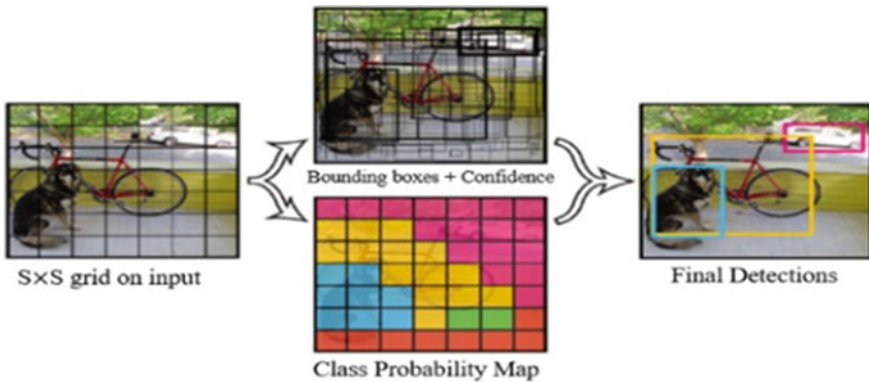 S×S grid on input
Bounding boxes + Confidence
Class Probability Map
Final Detections